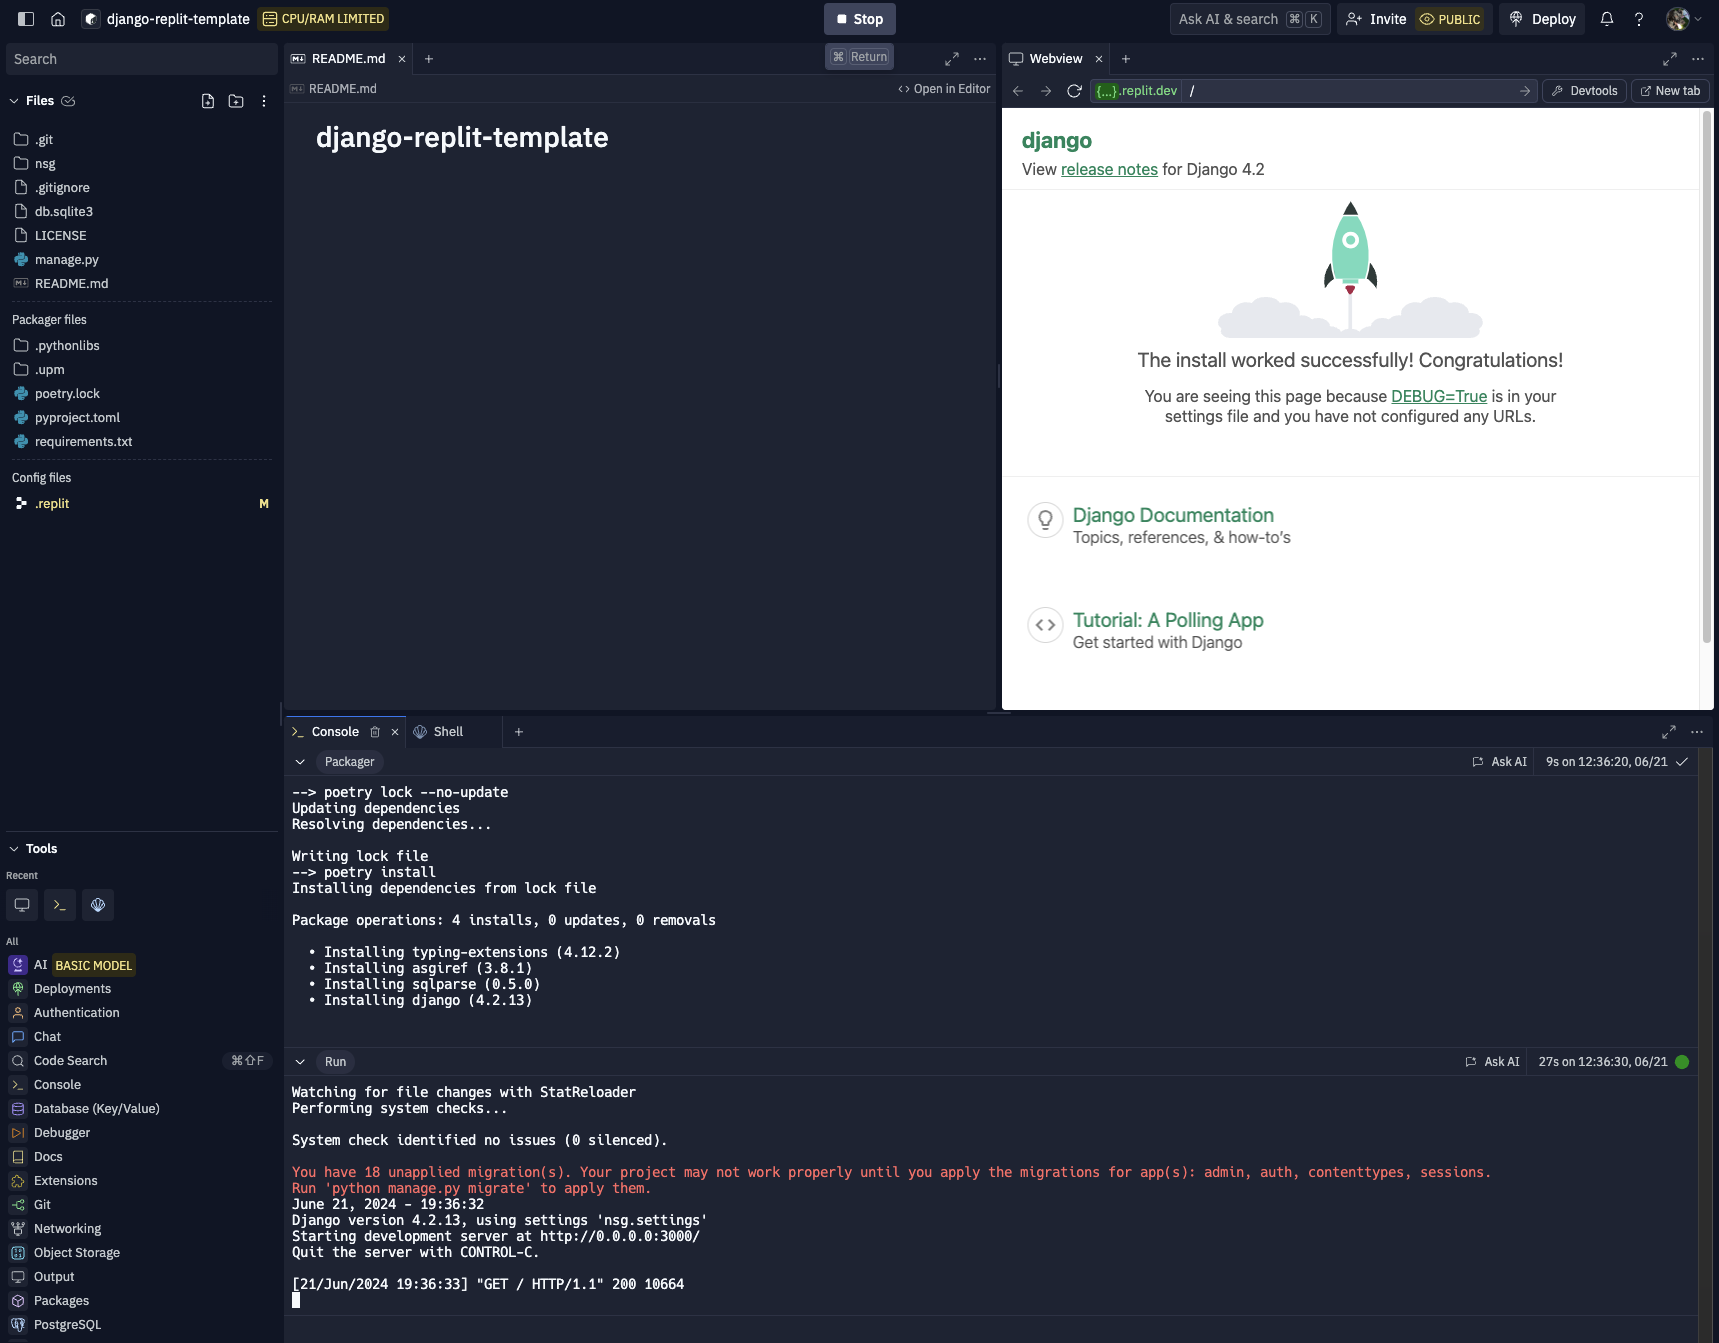 django-replit-template CPU/RAM LIMITED
Stop
Ask AI & search ⌘ K
Invite PUBLIC
Deploy
?
Search
Files
.git
nsg
.gitignore
db.sqlite3
LICENSE
manage.py
README.md
Packager files
.pythonlibs
.upm
poetry.lock
pyproject.toml
requirements.txt
Config files
.replit M
Tools
Recent
All
AI BASIC MODEL
Deployments
Authentication
Chat
Code Search ⌘⇧F
Console
Database (Key/Value)
Debugger
Docs
Extensions
Git
Networking
Object Storage
Output
Packages
PostgreSQL
README.md
⌘ Return
README.md
Open in Editor
django-replit-template
Webview
{...}.replit.dev /
Devtools
New tab
django
View release notes for Django 4.2
The install worked successfully! Congratulations!
You are seeing this page because DEBUG=True is in your
settings file and you have not configured any URLs.
Django Documentation
Topics, references, & how-to's
Tutorial: A Polling App
Get started with Django
Console
Shell
Packager
Ask AI
9s on 12:36:20, 06/21
--> poetry lock --no-update
Updating dependencies
Resolving dependencies...
Writing lock file
--> poetry install
Installing dependencies from lock file
Package operations: 4 installs, 0 updates, 0 removals
• Installing typing-extensions (4.12.2)
• Installing asgiref (3.8.1)
• Installing sqlparse (0.5.0)
• Installing django (4.2.13)
Run
Ask AI
27s on 12:36:30, 06/21
Watching for file changes with StatReloader
Performing system checks...
System check identified no issues (0 silenced).
You have 18 unapplied migration(s). Your project may not work properly until you apply the migrations for app(s): admin, auth, contenttypes, sessions.
Run 'python manage.py migrate' to apply them.
June 21, 2024 - 19:36:32
Django version 4.2.13, using settings 'nsg.settings'
Starting development server at http://0.0.0.0:3000/
Quit the server with CONTROL-C.
[21/Jun/2024 19:36:33] "GET / HTTP/1.1" 200 10664